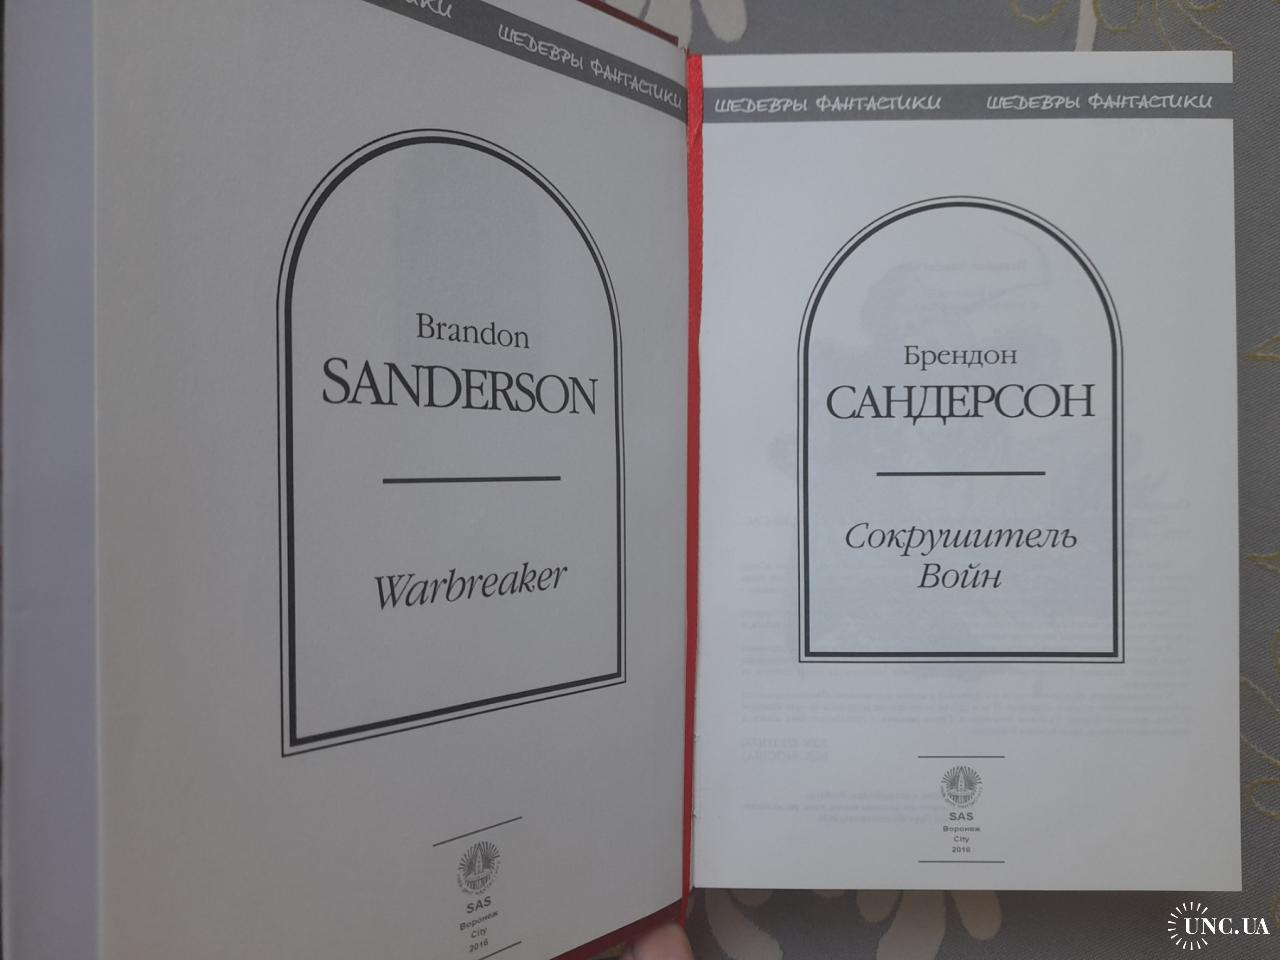 ШЕДЕВРЫ ФАНТАСТИКИ
Brandon
SANDERSON
Warbreaker
SAS
Воронеж
City
2016
ШЕДЕВРЫ ФАНТАСТИКИ ШЕДЕВРЫ ФАНТАСТИКИ
Брендон
САНДЕРСОН
Сокрушитель
Войн
SAS
Воронеж
City
2016
UNC.UA